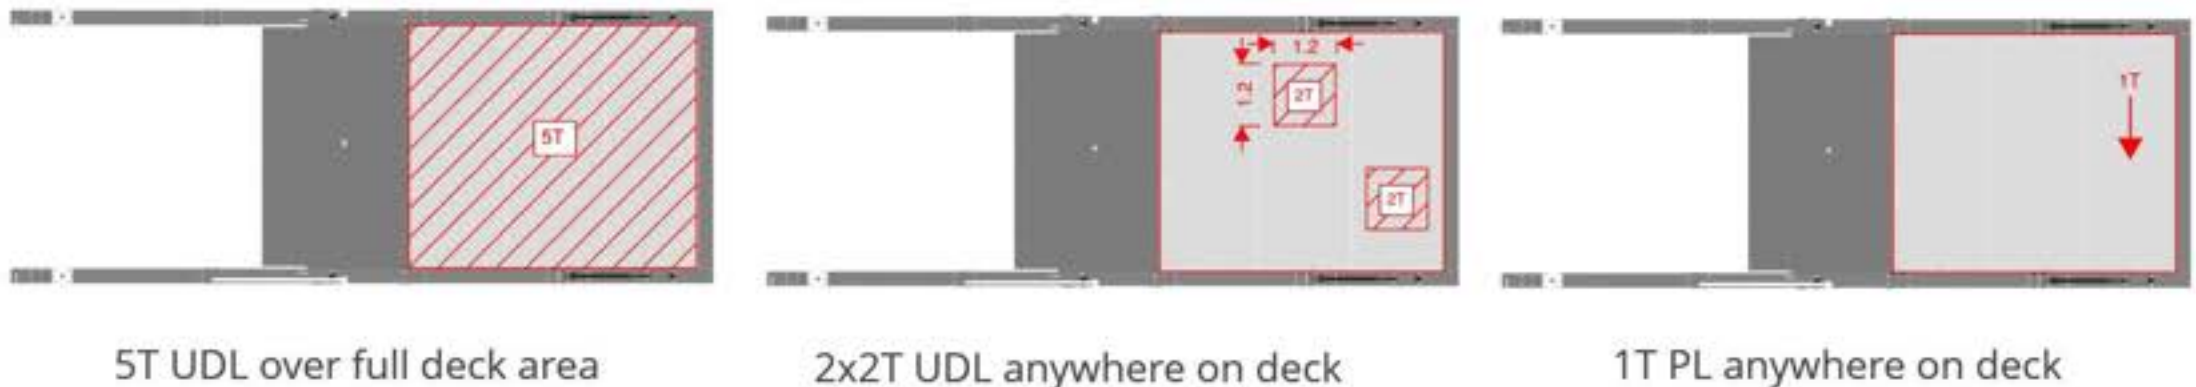 5T
1.2
1.2
2T
2T
1T
5T UDL over full deck area
2x2T UDL anywhere on deck
1T PL anywhere on deck